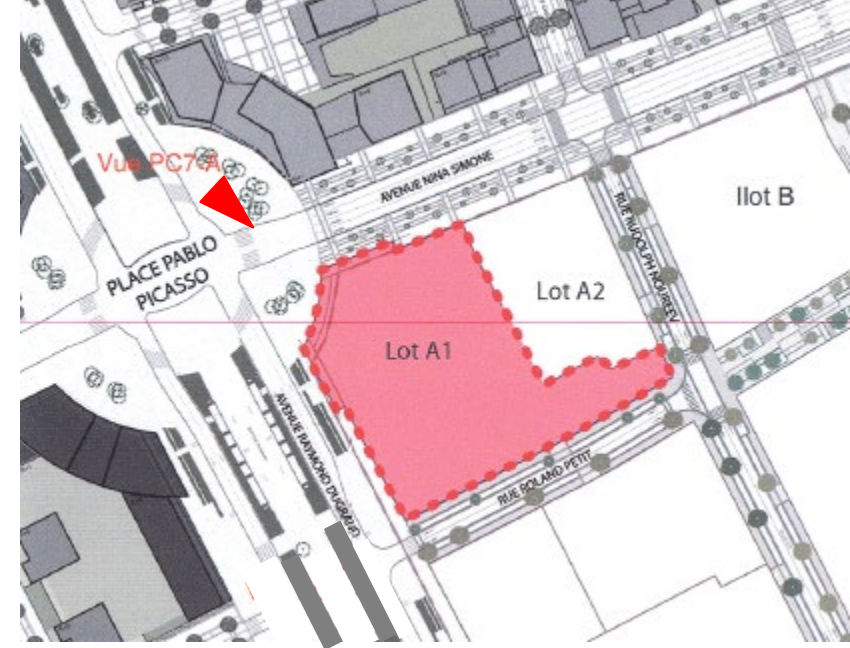 Vue PC7-A
AVENUE NINA SIMONE
PLACE PABLO
PICASSO
RUE RUDOLPH NOUREEV
Ilot B
Lot A2
Lot A1
AVENUE RAYMOND DUGRAND
RUE ROLAND PETIT